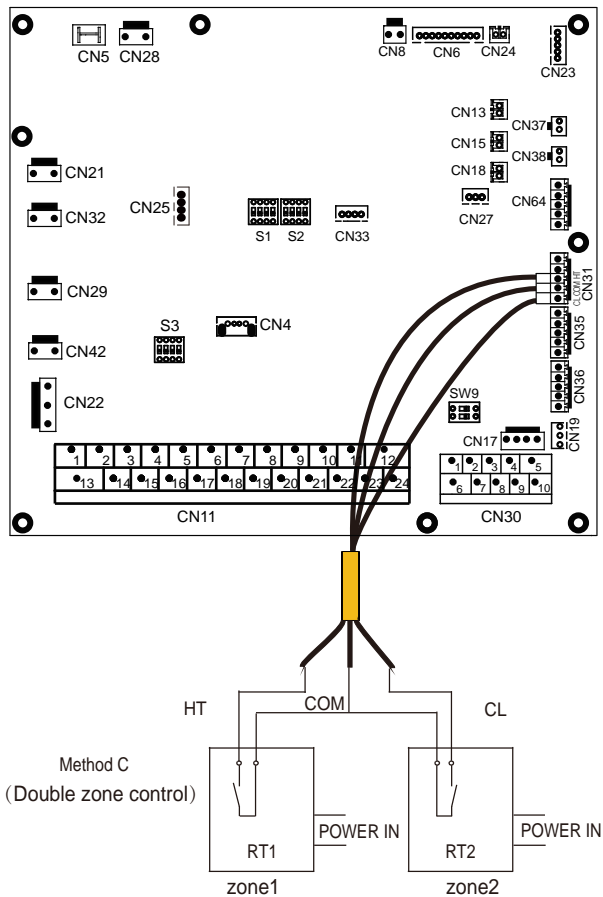 CN5 CN28 CN8 CN6 CN24 CN23
CN13 CN37
CN15 CN38
CN18
CN21
CN32 CN25 CN27 CN64
S1 S2 CN33
CL COM HT CN31
CN29
S3 CN4 CN35
CN42
CN22 SW9 CN36
CN17 CN19
1 2 3 4 5 6 7 8 9 10 11 12
13 14 15 16 17 18 19 20 21 22 23 24
CN11
1 2 3 4 5
6 7 8 9 10
CN30
HT COM CL
Method C
(Double zone control)
POWER IN POWER IN
RT1 RT2
zone1 zone2